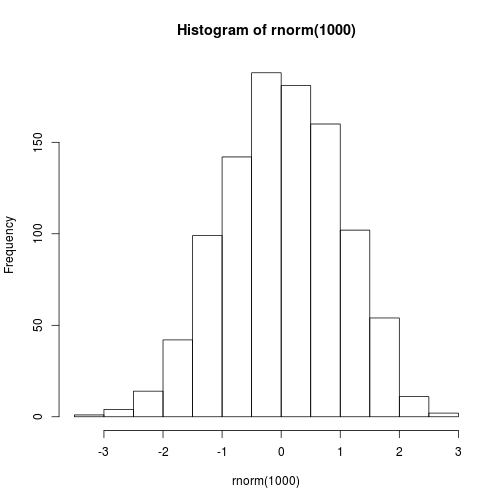 Histogram of rnorm(1000)
Frequency
150
100
50
0
-3 -2 -1 0 1 2 3
rnorm(1000)